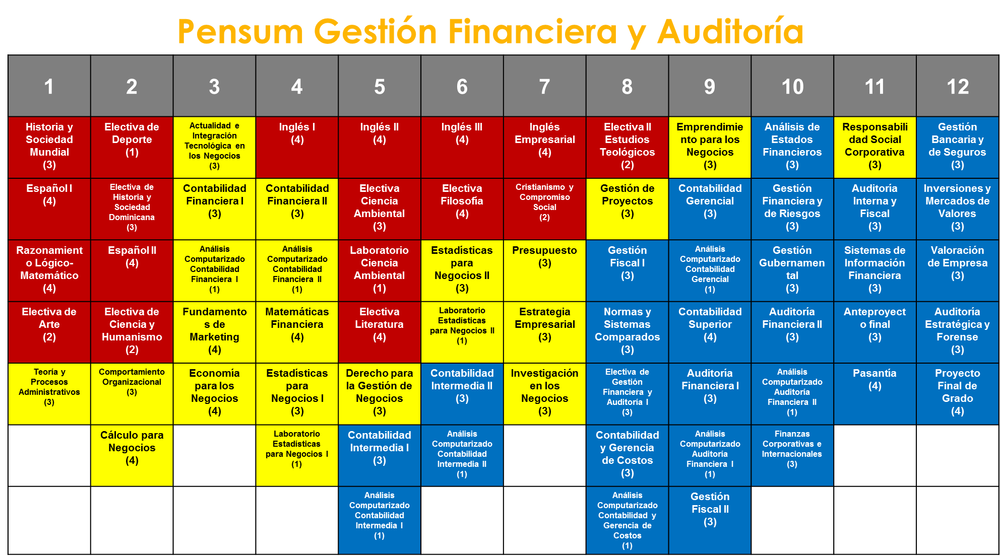 Pensum Gestión Financiera y Auditoría
1 2 3 4 5 6 7 8 9 10 11 12
Historia y
Sociedad
Mundial
(3)
Electiva de
Deporte
(1)
Actualidad e
Integración
Tecnológica en
los Negocios
(3)
Inglés I
(4)
Inglés II
(4)
Inglés III
(4)
Inglés
Empresarial
(4)
Electiva II
Estudios
Teológicos
(2)
Emprendimie
nto para los
Negocios
(3)
Análisis de
Estados
Financieros
(3)
Responsabili
dad Social
Corporativa
(3)
Gestión
Bancaria y
de Seguros
(3)
Español I
(4)
Electiva de
Historia y
Sociedad
Dominicana
(3)
Contabilidad
Financiera I
(3)
Contabilidad
Financiera II
(3)
Electiva
Ciencia
Ambiental
(3)
Electiva
Filosofía
(4)
Cristianismo y
Compromiso
Social
(2)
Gestión de
Proyectos
(3)
Contabilidad
Gerencial
(3)
Gestión
Financiera y
de Riesgos
(3)
Auditoría
Interna y
Fiscal
(3)
Inversiones y
Mercados de
Valores
(3)
Razonamient
o Lógico-
Matemático
(4)
Español II
(4)
Análisis
Computarizado
Contabilidad
Financiera I
(1)
Análisis
Computarizado
Contabilidad
Financiera II
(1)
Laboratorio
Ciencia
Ambiental
(1)
Estadísticas
para
Negocios II
(3)
Presupuesto
(3)
Gestión
Fiscal I
(3)
Análisis
Computarizado
Contabilidad
Gerencial
(1)
Gestión
Gubernamen
tal
(3)
Sistemas de
Información
Financiera
(3)
Valoración
de Empresa
(3)
Electiva de
Arte
(2)
Electiva de
Ciencia y
Humanismo
(2)
Fundamento
s de
Marketing
(4)
Matemáticas
Financiera
(4)
Electiva
Literatura
(4)
Laboratorio
Estadísticas
para Negocios II
(1)
Estrategia
Empresarial
(3)
Normas y
Sistemas
Comparados
(3)
Contabilidad
Superior
(4)
Auditoría
Financiera II
(3)
Anteproyect
o final
(3)
Auditoría
Estratégica y
Forense
(3)
Teoría y
Procesos
Administrativos
(3)
Comportamiento
Organizacional
(3)
Economía
para los
Negocios
(4)
Estadísticas
para
Negocios I
(3)
Derecho para
la Gestión de
Negocios
(3)
Contabilidad
Intermedia II
(3)
Investigación
en los
Negocios
(3)
Electiva de
Gestión
Financiera y
Auditoría I
(3)
Auditoría
Financiera I
(3)
Análisis
Computarizado
Auditoría
Financiera II
(1)
Pasantía
(4)
Proyecto
Final de
Grado
(4)
Cálculo para
Negocios
(4)
Laboratorio
Estadísticas
para Negocios I
(1)
Contabilidad
Intermedia I
(3)
Análisis
Computarizado
Contabilidad
Intermedia II
(1)
Contabilidad
y Gerencia
de Costos
(3)
Análisis
Computarizado
Auditoría
Financiera I
(1)
Finanzas
Corporativas e
Internacionales
(3)
Análisis
Computarizado
Contabilidad
Intermedia I
(1)
Análisis
Computarizado
Contabilidad y
Gerencia de
Costos
(1)
Gestión
Fiscal II
(3)